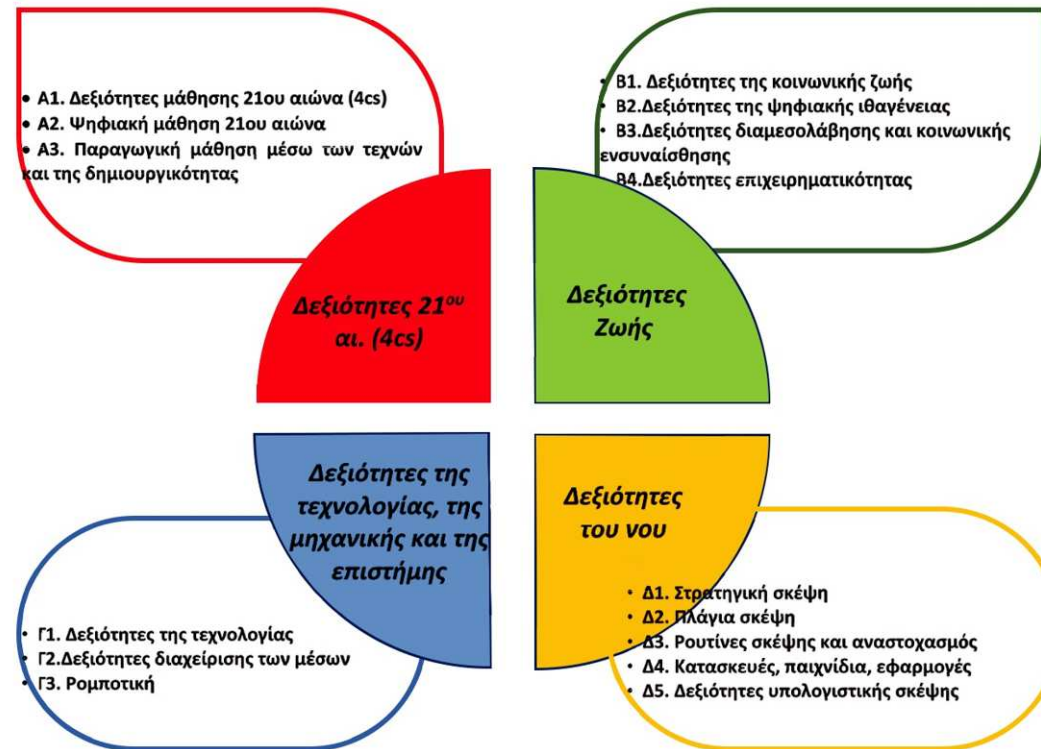 • Α1. Δεξιότητες μάθησης 21ου αιώνα (4cs)
• Α2. Ψηφιακή μάθηση 21ου αιώνα
• Α3. Παραγωγική μάθηση μέσω των τεχνών
και της δημιουργικότητας
• Β1. Δεξιότητες της κοινωνικής ζωής
• Β2.Δεξιότητες της ψηφιακής ιθαγένειας
• Β3.Δεξιότητες διαμεσολάβησης και κοινωνικής
ενσυναίσθησης
Β4.Δεξιότητες επιχειρηματικότητας
Δεξιότητες 21ου
αι. (4cs)
Δεξιότητες
Ζωής
Δεξιότητες της
τεχνολογίας, της
μηχανικής και της
επιστήμης
Δεξιότητες
του νου
• Γ1. Δεξιότητες της τεχνολογίας
• Γ2.Δεξιότητες διαχείρισης των μέσων
• Γ3. Ρομποτική
• Δ1. Στρατηγική σκέψη
• Δ2. Πλάγια σκέψη
• Δ3. Ρουτίνες σκέψης και αναστοχασμός
• Δ4. Κατασκευές, παιχνίδια, εφαρμογές
• Δ5. Δεξιότητες υπολογιστικής σκέψης